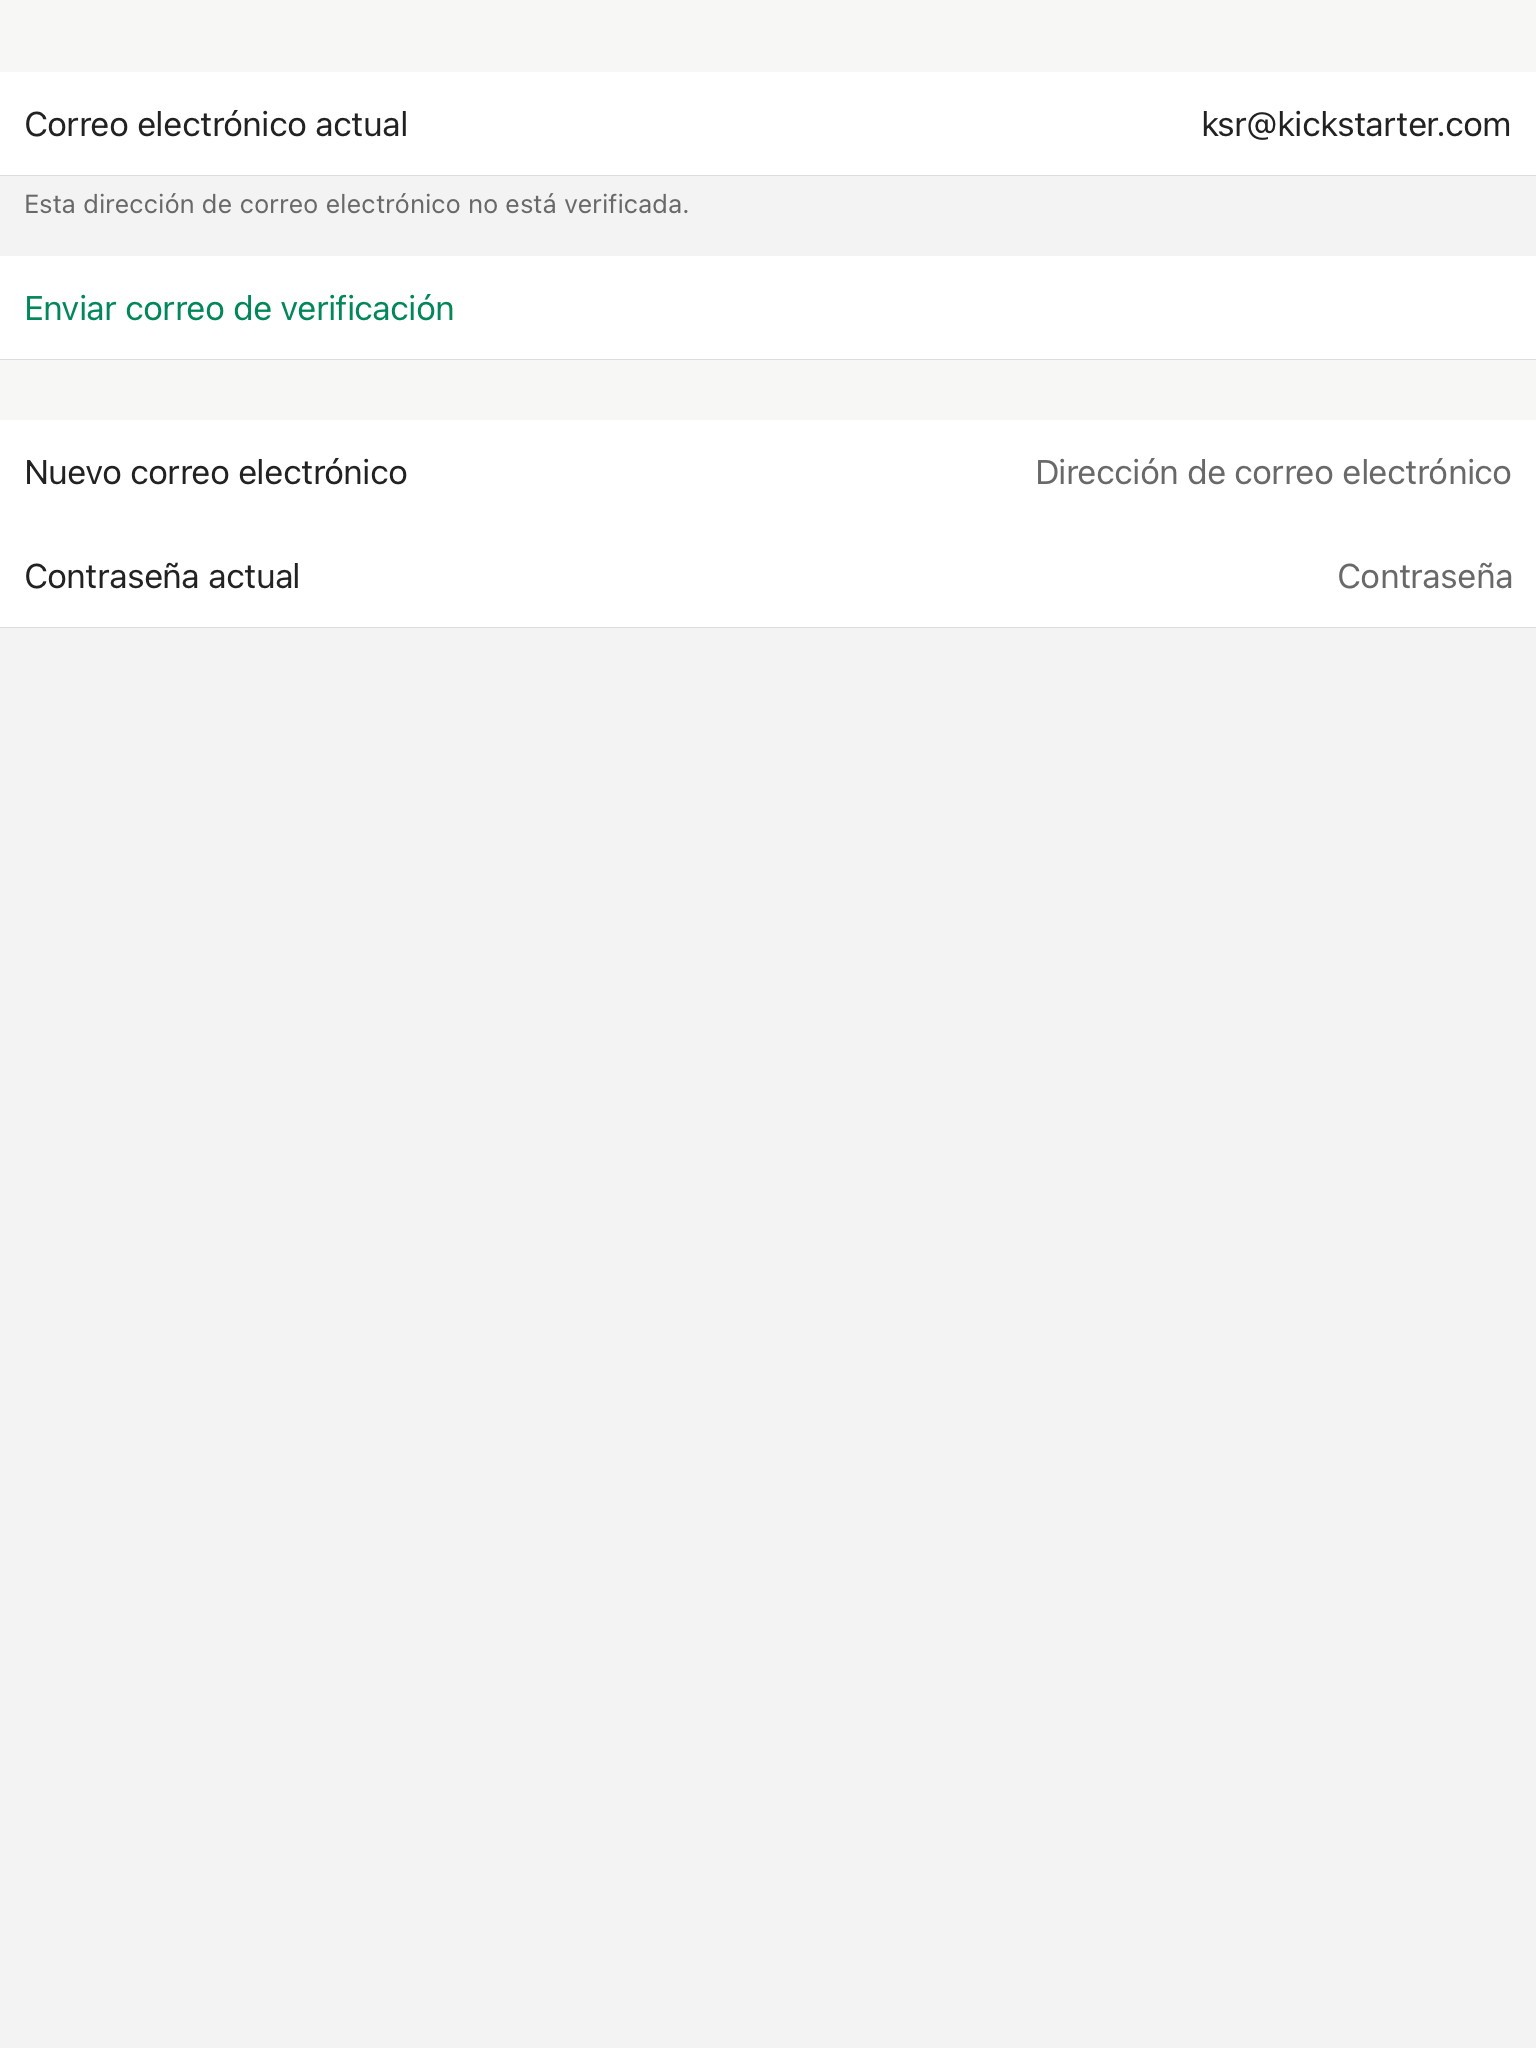 Correo electrónico actual ksr@kickstarter.com
Esta dirección de correo electrónico no está verificada.
Enviar correo de verificación
Nuevo correo electrónico Dirección de correo electrónico
Contraseña actual Contraseña